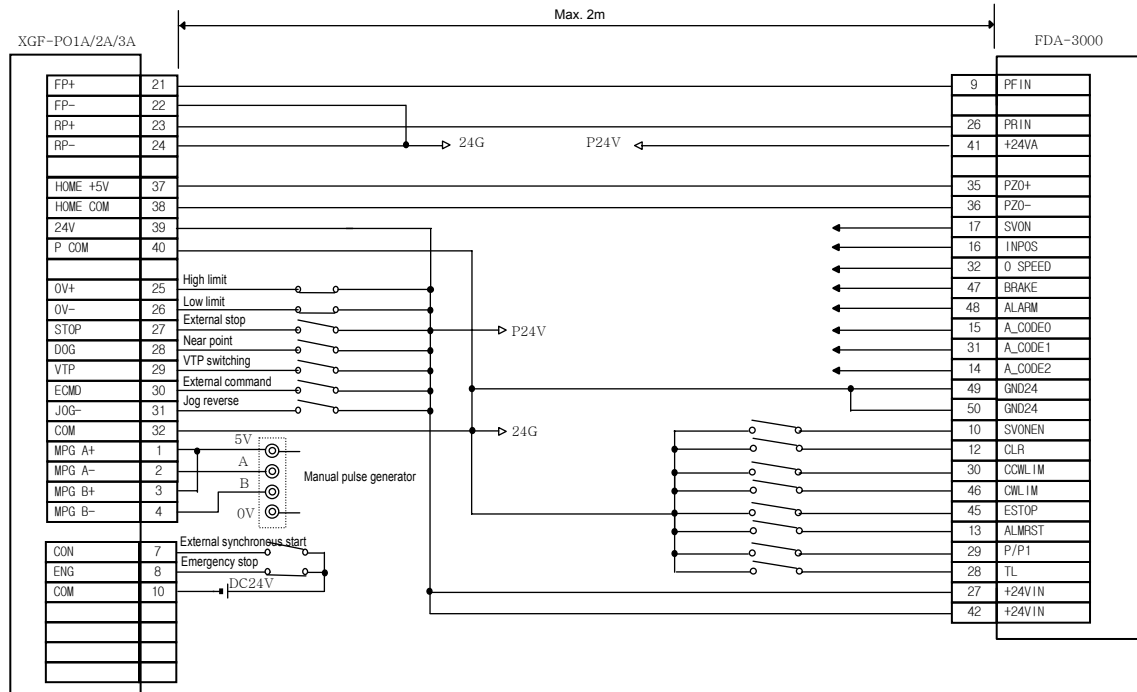 Max. 2m
XGF-PO1A/2A/3A
FDA-3000
FP+ 21
FP- 22
RP+ 23
RP- 24
24G
P24V
9 PFIN
26 PRIN
41 +24VA
HOME +5V 37
HOME COM 38
24V 39
P COM 40
35 PZO+
36 PZO-
17 SVON
16 INPOS
32 0 SPEED
47 BRAKE
48 ALARM
15 A_CODE0
31 A_CODE1
14 A_CODE2
49 GND24
50 GND24
10 SVONEN
12 CLR
30 CCWLIM
46 CWLIM
45 ESTOP
13 ALMRST
29 P/P1
28 TL
27 +24VIN
42 +24VIN
0V+ 25 High limit
0V- 26 Low limit
STOP 27 External stop
P24V
DOG 28 Near point
VTP 29 VTP switching
ECMD 30 External command
JOG- 31 Jog reverse
COM 32
24G
MPG A+ 1 5V
MPG A- 2 A
Manual pulse generator
MPG B+ 3 B
MPG B- 4 0V
CON 7 External synchronous start
ENG 8 Emergency stop
COM 10 DC24V